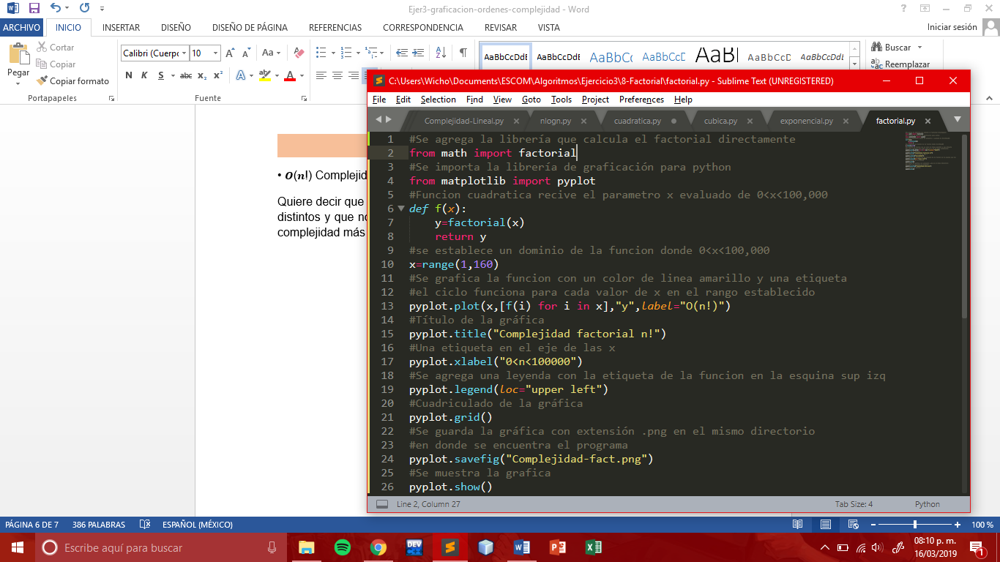 Ejer3-graficacion-ordenes-complejidad - Word
ARCHIVO INICIO INSERTAR DISEÑO DISEÑO DE PÁGINA REFERENCIAS CORRESPONDENCIA REVISAR VISTA Iniciar sesión
Pegar
Cortar
Copiar
Copiar formato
Portapapeles
Calibri (Cuerpo 10
N K S abc x₂ x²
Fuente
AaBbCcDdE AaBbCcDdE AaBbCc AaBbCcD AaB AaBbCcD AaBbCcDd
Buscar
Reemplazar
• O(n!) Complejid
Quiere decir que
distintos y que no
complejidad más
C:\Users\Wicho\Documents\ESCOM\Algoritmos\Ejercicio3\8-Factorial\factorial.py - Sublime Text (UNREGISTERED)
File Edit Selection Find View Goto Tools Project Preferences Help
Complejidad-Lineal.py nlogn.py cuadratica.py cubica.py exponencial.py factorial.py
1 #Se agrega la librería que calcula el factorial directamente
2 from math import factorial
3 #Se importa la librería de graficación para python
4 from matplotlib import pyplot
5 #Funcion cuadratica recive el parametro x evaluado de 0<x<100,000
6 def f(x):
7     y=factorial(x)
8     return y
9 #se establece un dominio de la funcion donde 0<x<100,000
10 x=range(1,160)
11 #Se grafica la funcion con un color de linea amarillo y una etiqueta
12 #el ciclo funciona para cada valor de x en el rango establecido
13 pyplot.plot(x,[f(i) for i in x],"y",label="O(n!)")
14 #Título de la gráfica
15 pyplot.title("Complejidad factorial n!")
16 #Una etiqueta en el eje de las x
17 pyplot.xlabel("0<n<100000")
18 #Se agrega una leyenda con la etiqueta de la funcion en la esquina sup izq
19 pyplot.legend(loc="upper left")
20 #Cuadriculado de la gráfica
21 pyplot.grid()
22 #Se guarda la gráfica con extensión .png en el mismo directorio
23 #en donde se encuentra el programa
24 pyplot.savefig("Complejidad-fact.png")
25 #Se muestra la grafica
26 pyplot.show()
Line 2, Column 27 Tab Size: 4 Python
PÁGINA 6 DE 7 386 PALABRAS ESPAÑOL (MÉXICO) 100 %
Escribe aquí para buscar
DEV
08:10 p. m.
16/03/2019
1